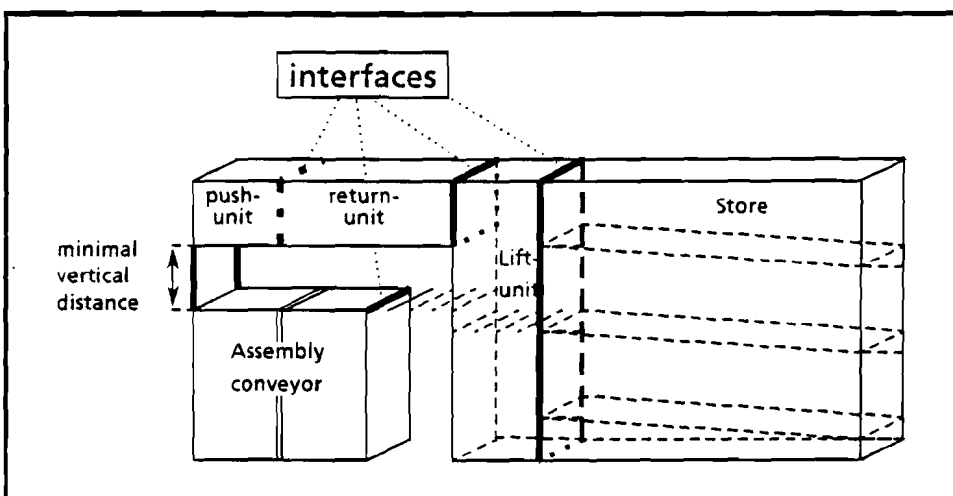 interfaces
push-
unit
return-
unit
Store
minimal
vertical
distance
Lift-
unit
Assembly
conveyor